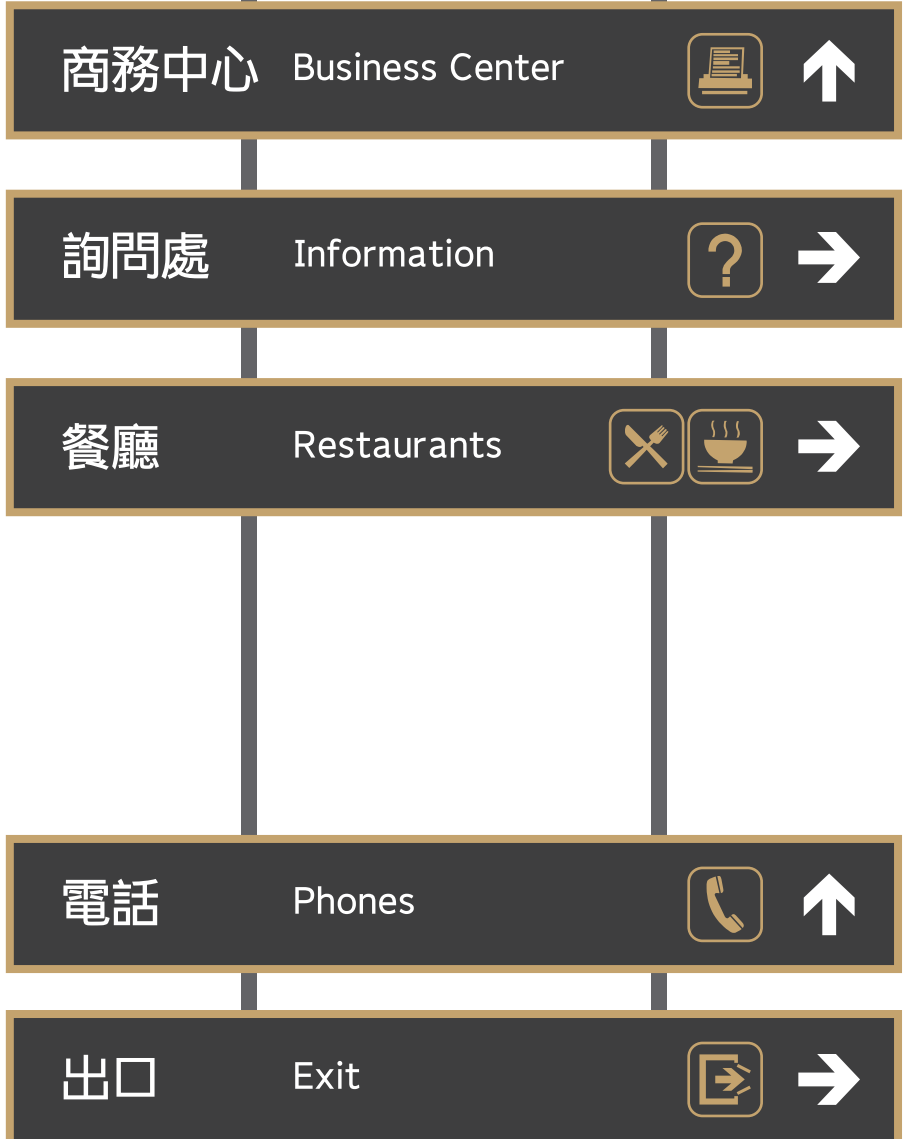 商務中心 Business Center
詢問處 Information
餐廳 Restaurants
電話 Phones
出口 Exit